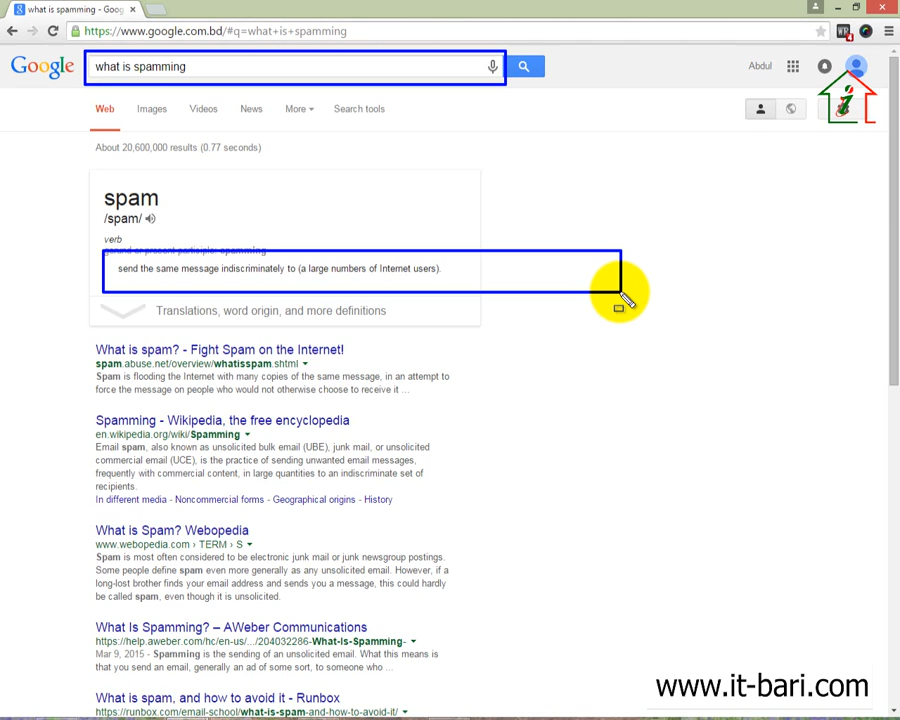 what is spamming - Goog
https://www.google.com.bd/#q=what+is+spamming
Google
what is spamming
Abdul
Web Images Videos News More Search tools
About 20,600,000 results (0.77 seconds)
spam
/spam/
verb
gerund or present participle: spamming
send the same message indiscriminately to (a large numbers of Internet users).
Translations, word origin, and more definitions
What is spam? - Fight Spam on the Internet!
spam.abuse.net/overview/whatisspam.shtml
Spam is flooding the Internet with many copies of the same message, in an attempt to
force the message on people who would not otherwise choose to receive it ...
Spamming - Wikipedia, the free encyclopedia
en.wikipedia.org/wiki/Spamming
Email spam, also known as unsolicited bulk email (UBE), junk mail, or unsolicited
commercial email (UCE), is the practice of sending unwanted email messages,
frequently with commercial content, in large quantities to an indiscriminate set of
recipients.
In different media - Noncommercial forms - Geographical origins - History
What is Spam? Webopedia
www.webopedia.com › TERM › S
Spam is most often considered to be electronic junk mail or junk newsgroup postings.
Some people define spam even more generally as any unsolicited email. However, if a
long-lost brother finds your email address and sends you a message, this could hardly
be called spam, even though it is unsolicited.
What Is Spamming? – AWeber Communications
https://help.aweber.com/hc/en-us/.../204032286-What-Is-Spamming-
Mar 9, 2015 - Spamming is the sending of an unsolicited email. What this means is
that you send an email, generally an ad of some sort, to someone who ...
What is spam, and how to avoid it - Runbox
https://runbox.com/email-school/what-is-spam-and-how-to-avoid-it/
www.it-bari.com